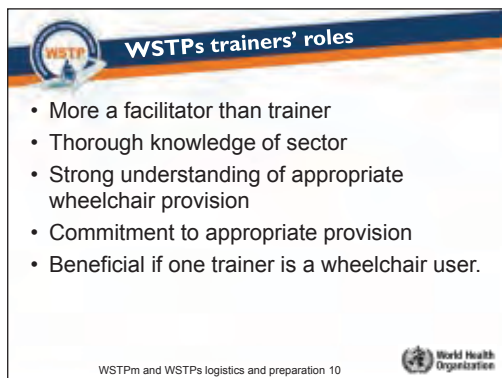 WSTP
WSTPs trainers' roles
• More a facilitator than trainer
• Thorough knowledge of sector
• Strong understanding of appropriate
wheelchair provision
• Commitment to appropriate provision
• Beneficial if one trainer is a wheelchair user.
WSTPm and WSTPs logistics and preparation 10
World Health
Organization